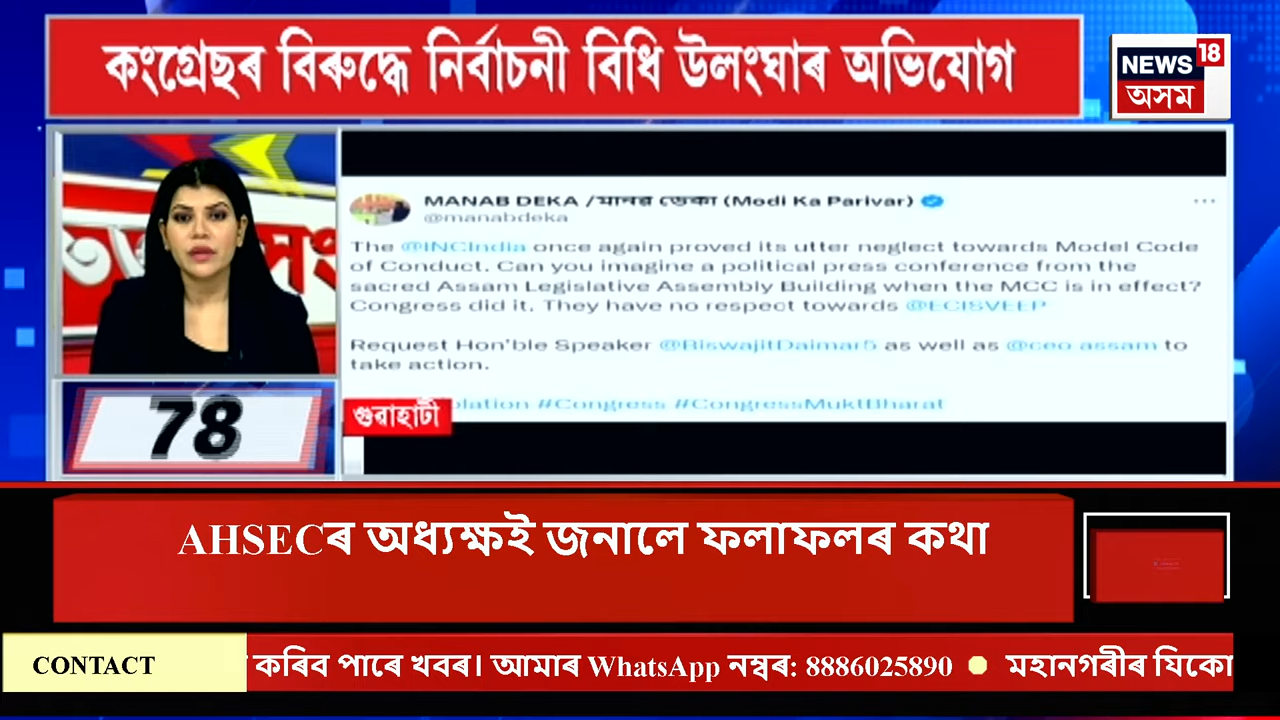 কংগ্ৰেছৰ বিৰুদ্ধে নিৰ্বাচনী বিধি উলংঘাৰ অভিযোগ
NEWS 18
অসম
MANAB DEKA /মানৱ ডেকা (Modi Ka Parivar)
@manabdeka
The @INCIndia once again proved its utter neglect towards Model Code
of Conduct. Can you imagine a political press conference from the
sacred Assam Legislative Assembly Building when the MCC is in effect?
Congress did it. They have no respect towards @ECISVEEP
Request Hon'ble Speaker @BiswajitDaimar5 as well as @ceo_assam to
take action.
#Congress #CongressMuktBharat
গুৱাহাটী
78
AHSECৰ অধ্যক্ষই জনালে ফলাফলৰ কথা
CONTACT
কৰিব পাৰে খবৰ। আমাৰ WhatsApp নম্বৰ: 8886025890 ● মহানগৰীৰ